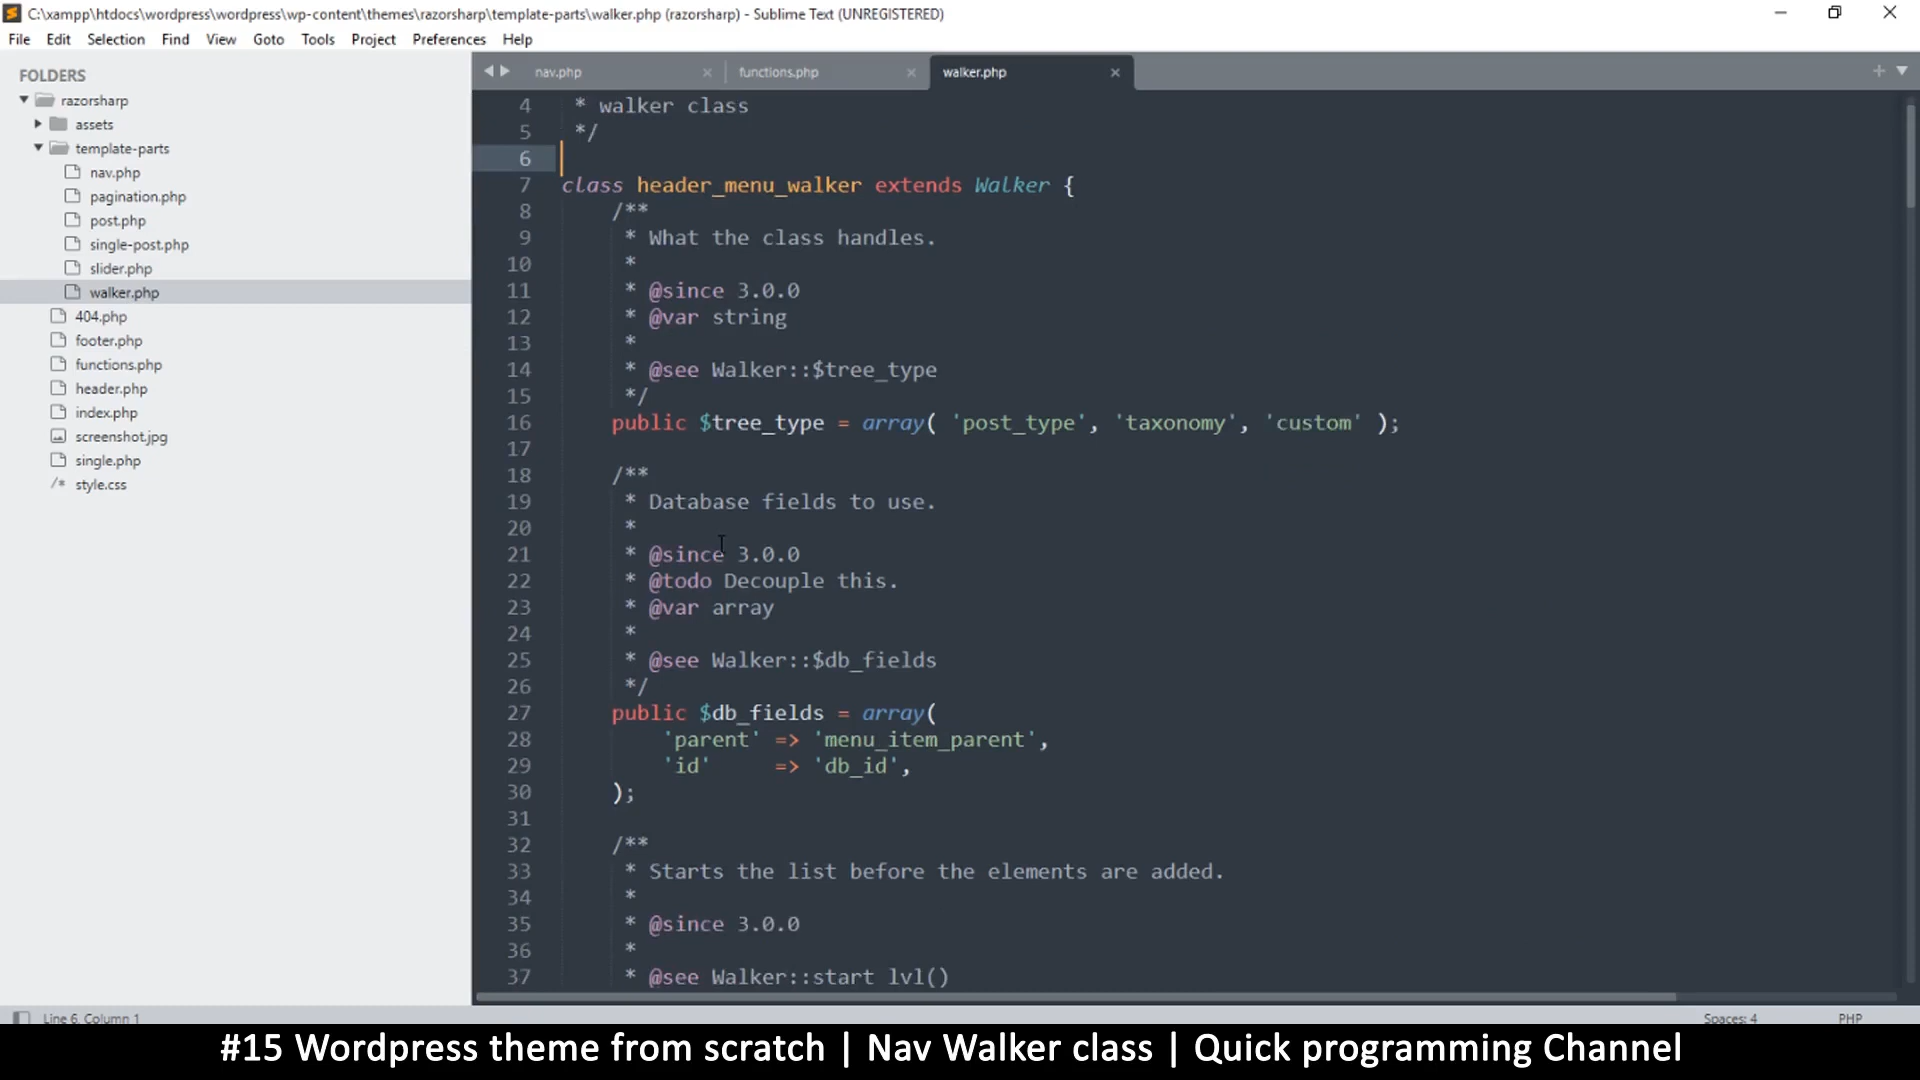 C:\xampp\htdocs\wordpress\wordpress\wp-content\themes\razorsharp\template-parts\walker.php (razorsharp) - Sublime Text (UNREGISTERED)
File Edit Selection Find View Goto Tools Project Preferences Help
FOLDERS
razorsharp
assets
template-parts
nav.php
pagination.php
post.php
single-post.php
slider.php
walker.php
404.php
footer.php
functions.php
header.php
index.php
screenshot.jpg
single.php
/* style.css
nav.php functions.php walker.php
4 * walker class
5 */
6
7 class header_menu_walker extends Walker {
8 /**
9 * What the class handles.
10 *
11 * @since 3.0.0
12 * @var string
13 *
14 * @see Walker::$tree_type
15 */
16 public $tree_type = array( 'post_type', 'taxonomy', 'custom' );
17
18 /**
19 * Database fields to use.
20 *
21 * @since 3.0.0
22 * @todo Decouple this.
23 * @var array
24 *
25 * @see Walker::$db_fields
26 */
27 public $db_fields = array(
28 'parent' => 'menu_item_parent',
29 'id' => 'db_id',
30 );
31
32 /**
33 * Starts the list before the elements are added.
34 *
35 * @since 3.0.0
36 *
37 * @see Walker::start lvl()
Line 6, Column 1 Spaces: 4 PHP
#15 Wordpress theme from scratch | Nav Walker class | Quick programming Channel